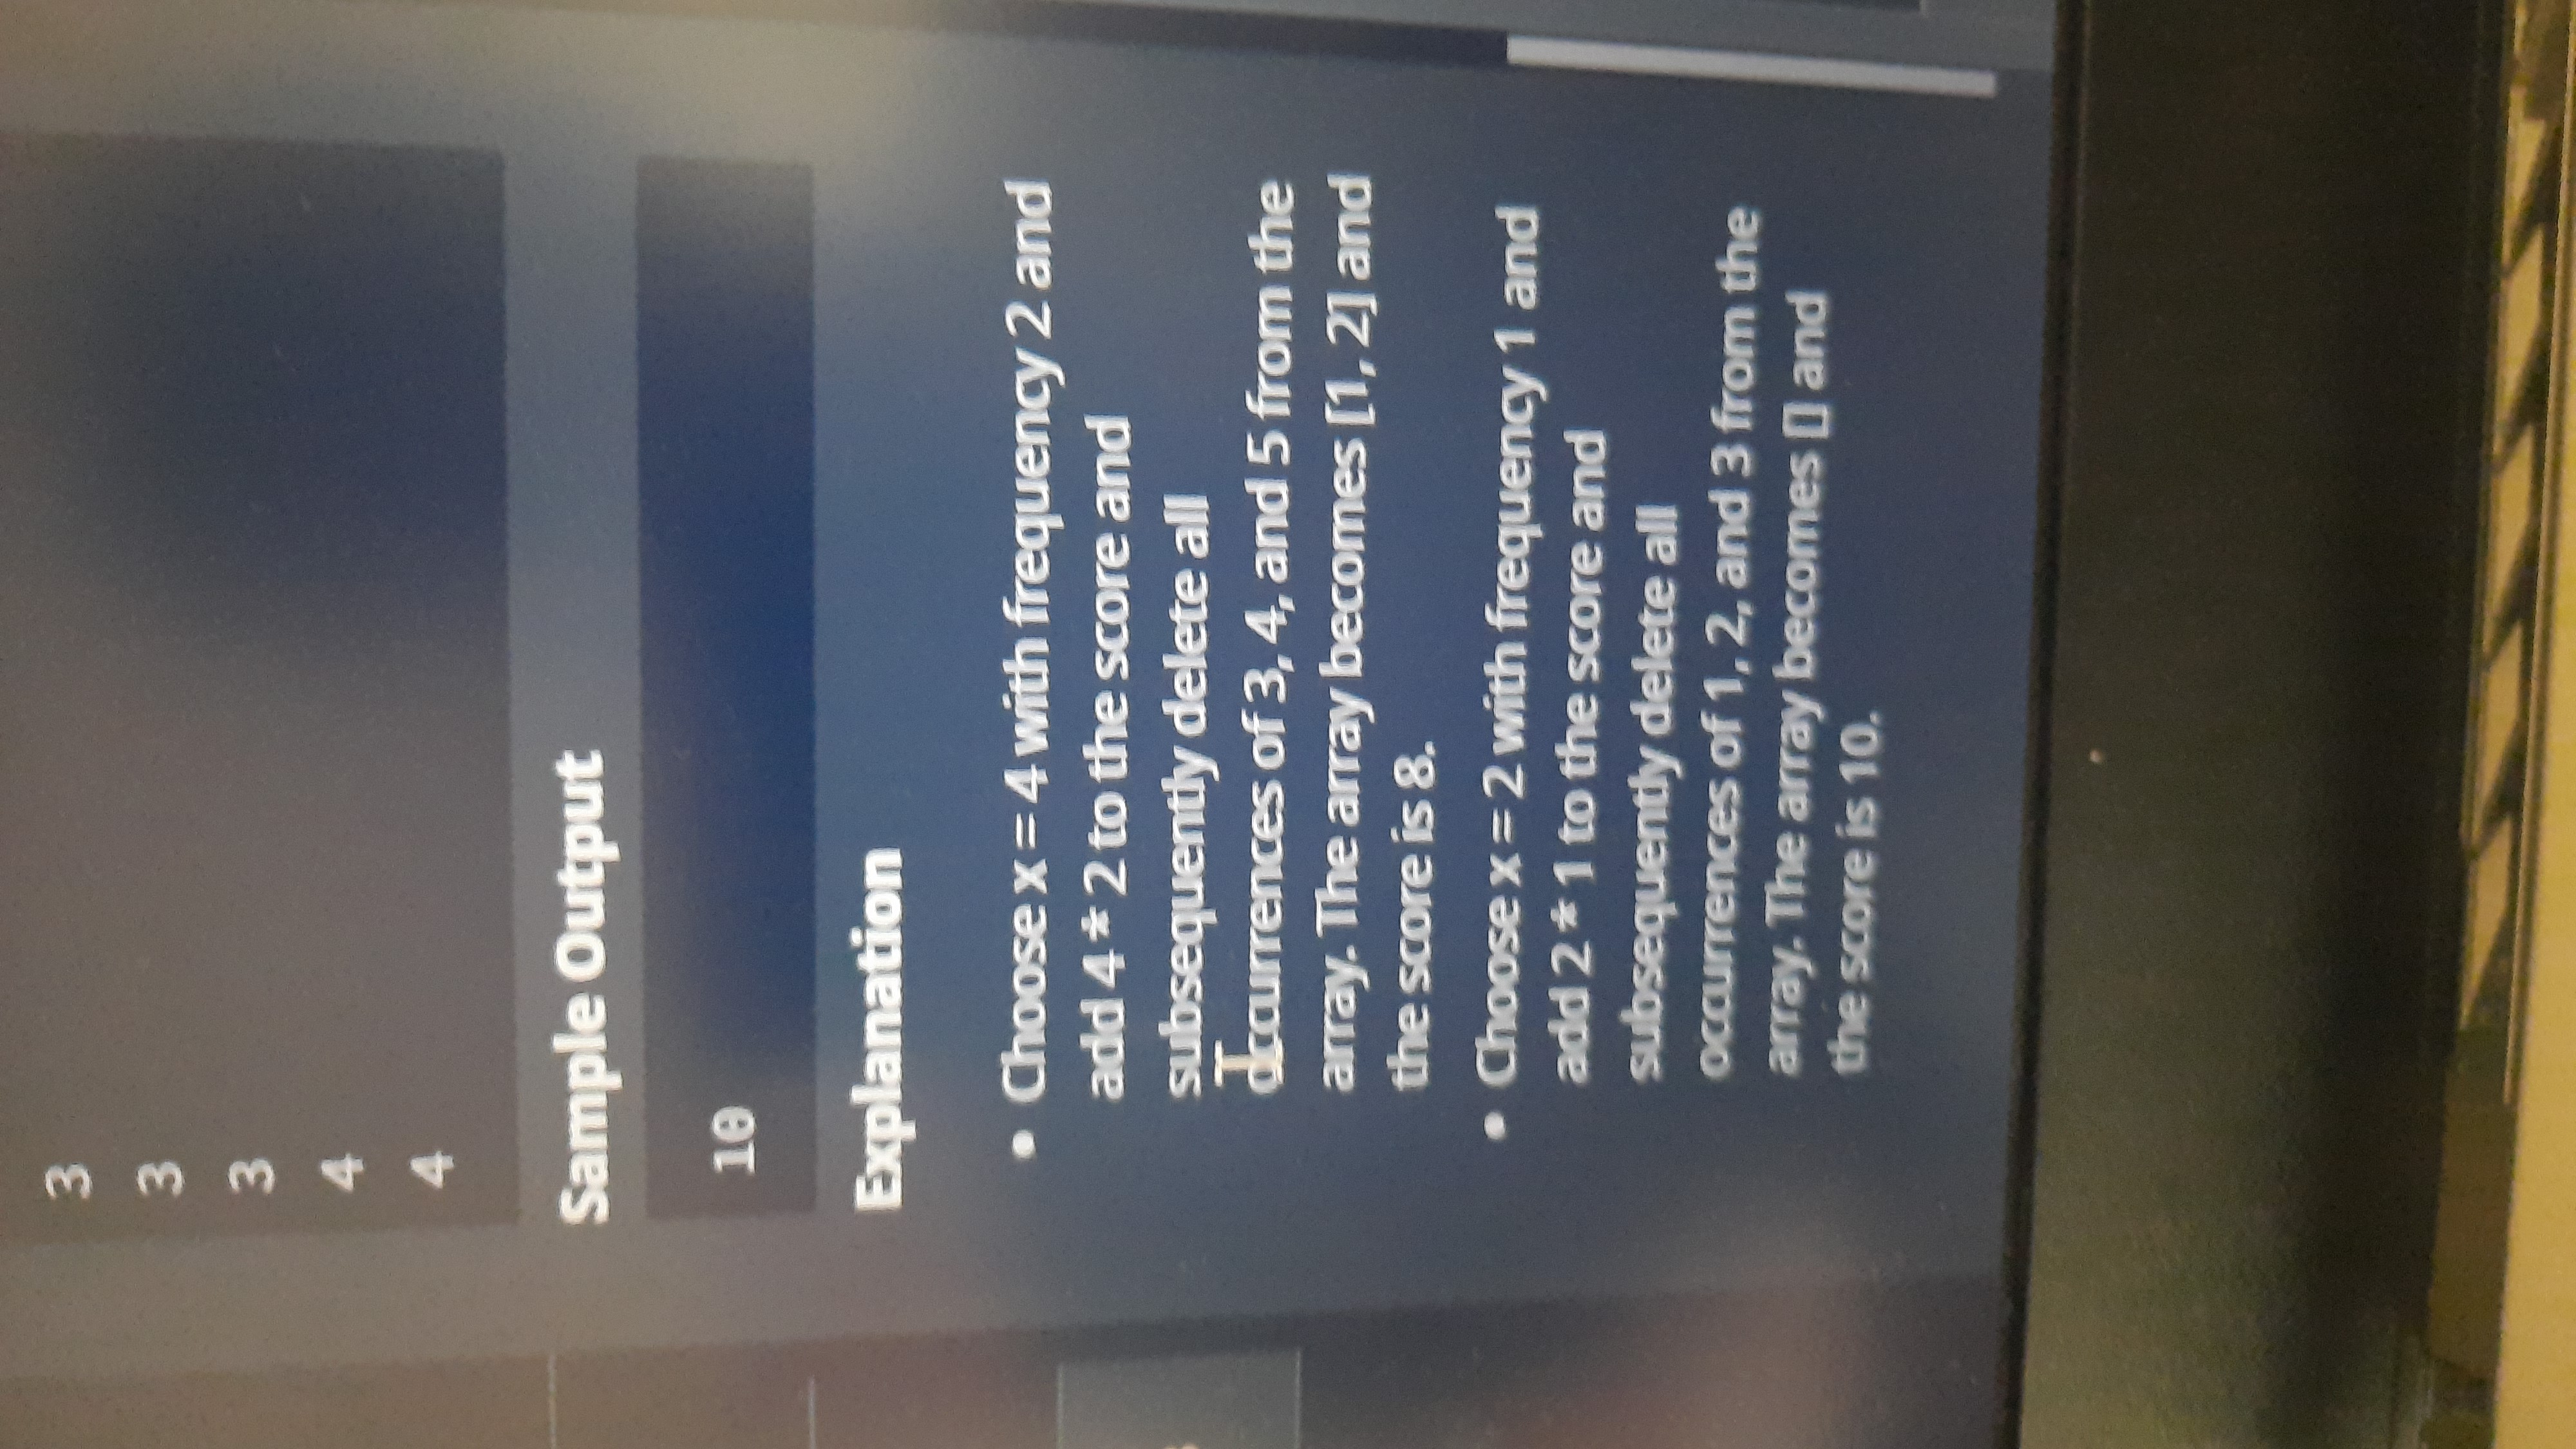 3
3
3
4
4
Sample Output
10
Explanation
• Choose x = 4 with frequency 2 and
add 4 * 2 to the score and
subsequently delete all
occurrences of 3, 4, and 5 from the
array. The array becomes [1, 2] and
the score is 8.
• Choose x = 2 with frequency 1 and
add 2 * 1 to the score and
subsequently delete all
occurrences of 1, 2, and 3 from the
array. The array becomes [] and
the score is 10.